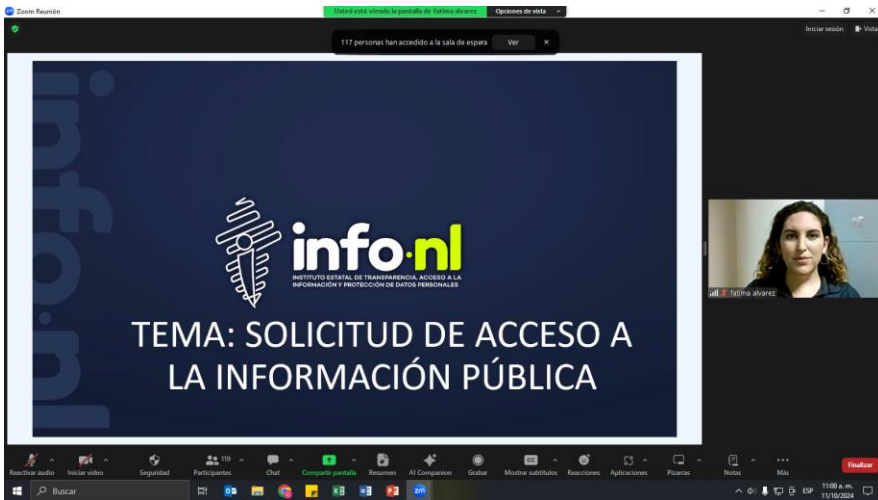 Zoom Reunión
Usted está viendo la pantalla de fatima alvarez
Opciones de vista
117 personas han accedido a la sala de espera
Ver
Iniciar sesión
Vista
info.nl
info·nl
INSTITUTO ESTATAL DE TRANSPARENCIA, ACCESO A LA
INFORMACIÓN Y PROTECCIÓN DE DATOS PERSONALES
TEMA: SOLICITUD DE ACCESO A
LA INFORMACIÓN PÚBLICA
fatima alvarez
Reactivar audio
Iniciar video
Seguridad
119
Participantes
Chat
Compartir pantalla
Resumen
AI Companion
Grabar
CC
Mostrar subtítulos
Reacciones
Aplicaciones
Pizarras
Notas
Más
Finalizar
Buscar
zm
ESP
11:00 a. m.
11/10/2024